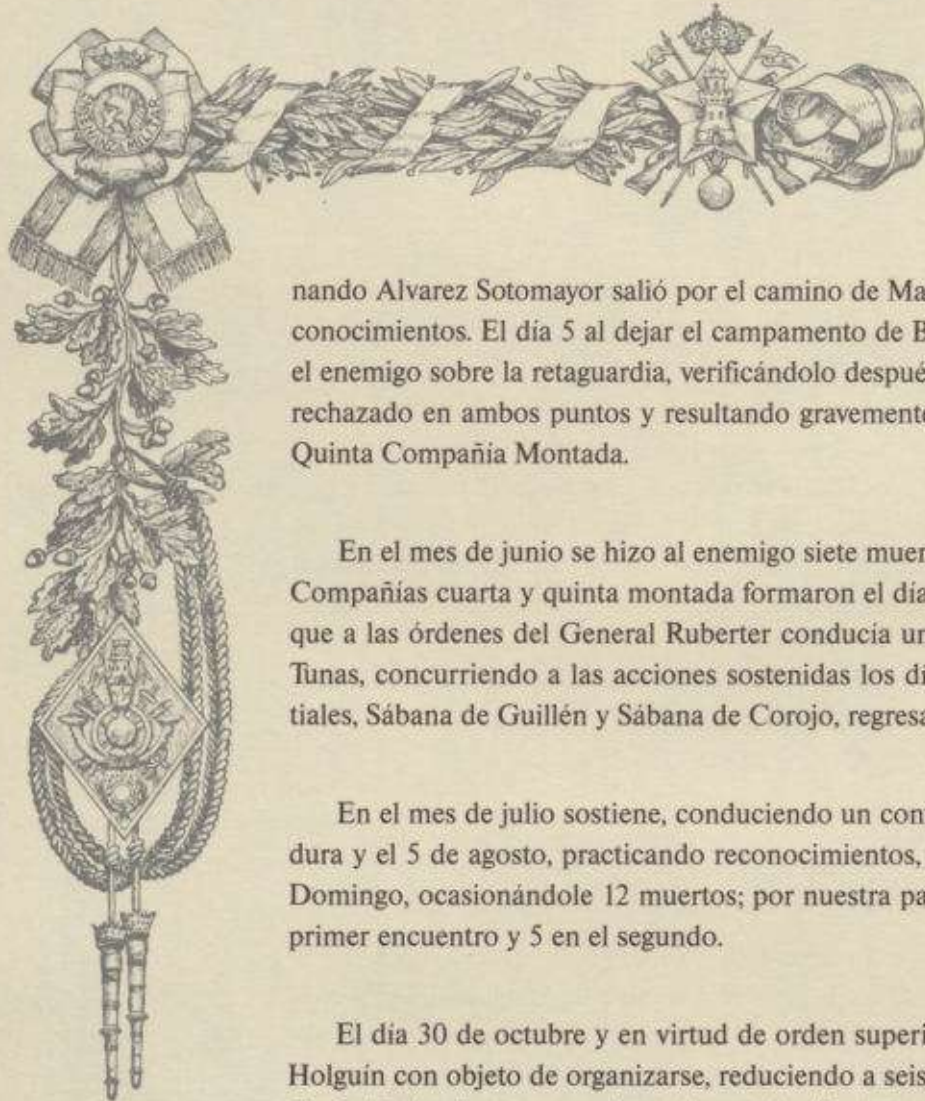 nando Alvarez Sotomayor salió por el camino de Ma
conocimientos. El día 5 al dejar el campamento de B
el enemigo sobre la retaguardia, verificándolo despué
rechazado en ambos puntos y resultando gravemente
Quinta Compañía Montada.
En el mes de junio se hizo al enemigo siete muer
Compañías cuarta y quinta montada formaron el día
que a las órdenes del General Ruberter conducía un
Tunas, concurriendo a las acciones sostenidas los dí
tiales, Sábana de Guillén y Sábana de Corojo, regresa
En el mes de julio sostiene, conduciendo un con
dura y el 5 de agosto, practicando reconocimientos,
Domingo, ocasionándole 12 muertos; por nuestra pa
primer encuentro y 5 en el segundo.
El día 30 de octubre y en virtud de orden superi
Holguín con objeto de organizarse, reduciendo a seis